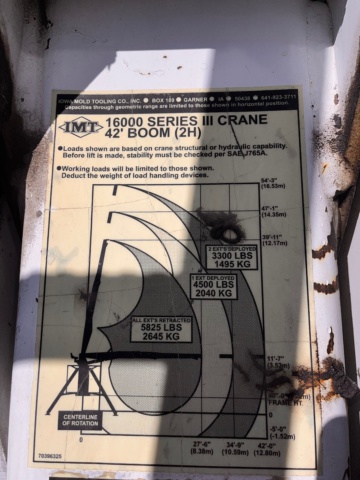 IOWA MOLD TOOLING CO., INC. ● BOX 189 ● GARNER ● IA ● 50438 ● 641-923-3711
Capacities through geometric range are limited to those shown in horizontal position.
IMT
16000 SERIES III CRANE
42' BOOM (2H)
●Loads shown are based on crane structural or hydraulic capability.
Before lift is made, stability must be checked per SAE J765A.
●Working loads will be limited to those shown.
Deduct the weight of load handling devices.
54'-3"
(16.53m)
47'-1"
(14.35m)
39'-11"
(12.17m)
2 EXT'S DEPLOYED
3300 LBS
1495 KG
1 EXT DEPLOYED
4500 LBS
2040 KG
ALL EXT'S RETRACTED
5825 LBS
2645 KG
11'-7"
(3.53m)
FRAME HT.
0
-5'-0"
(-1.52m)
CENTERLINE
OF ROTATION
0
27'-6" 34'-9" 42'-0"
(8.38m) (10.59m) (12.80m)
70396325